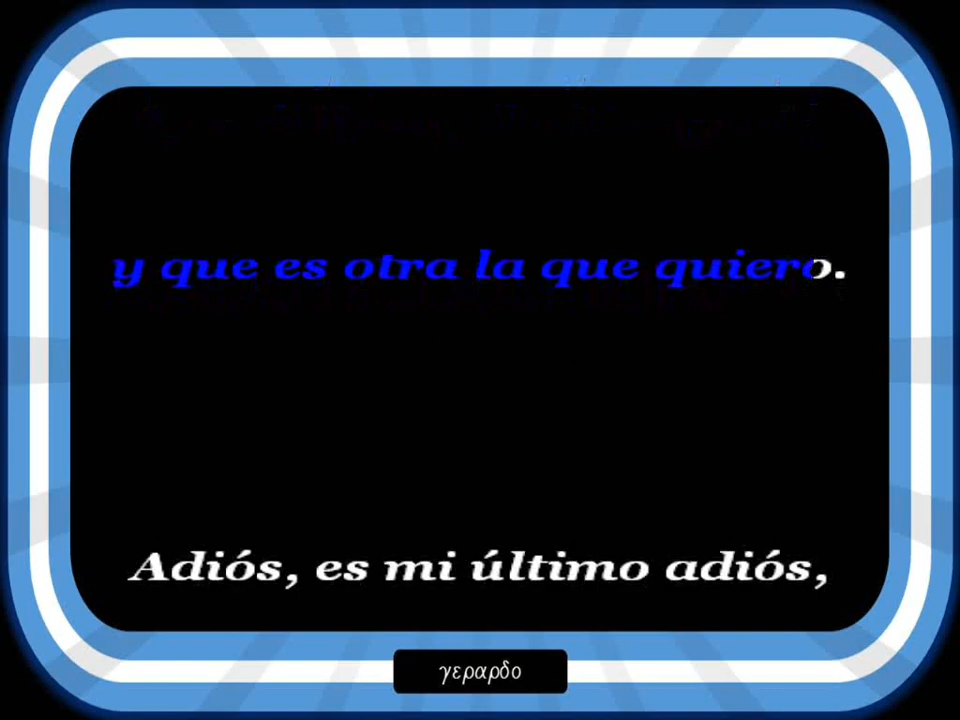 y que es otra la que quiero.
Adiós, es mi último adiós,
γεραρδο